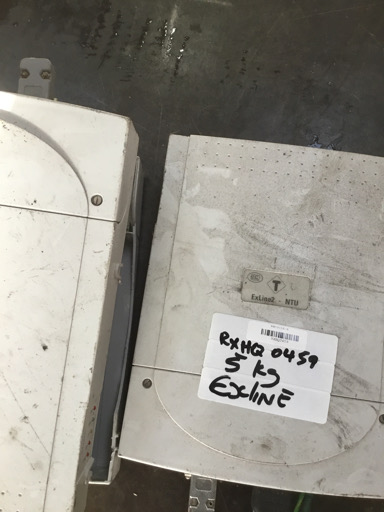 T
ExLine2 - NTU
RXHQ 0459
5 kg
ExLINE